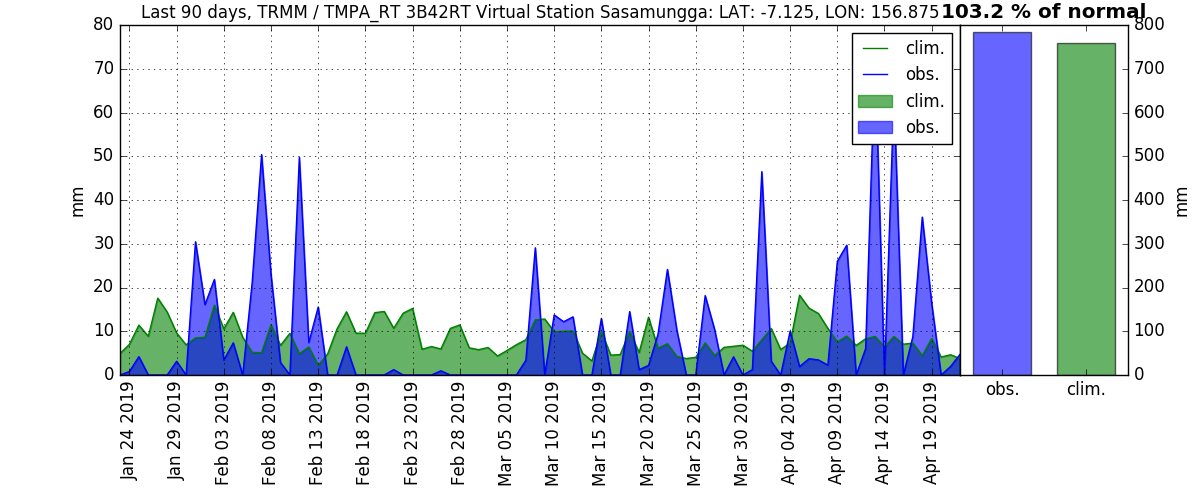 Last 90 days, TRMM / TMPA_RT 3B42RT Virtual Station Sasamungga: LAT: -7.125, LON: 156.875
103.2 % of normal
80
70
60
50
40
30
20
10
0
mm
clim.
obs.
clim.
obs.
800
700
600
500
400
300
200
100
0
mm
obs.
clim.
Jan 24 2019
Jan 29 2019
Feb 03 2019
Feb 08 2019
Feb 13 2019
Feb 18 2019
Feb 23 2019
Feb 28 2019
Mar 05 2019
Mar 10 2019
Mar 15 2019
Mar 20 2019
Mar 25 2019
Mar 30 2019
Apr 04 2019
Apr 09 2019
Apr 14 2019
Apr 19 2019